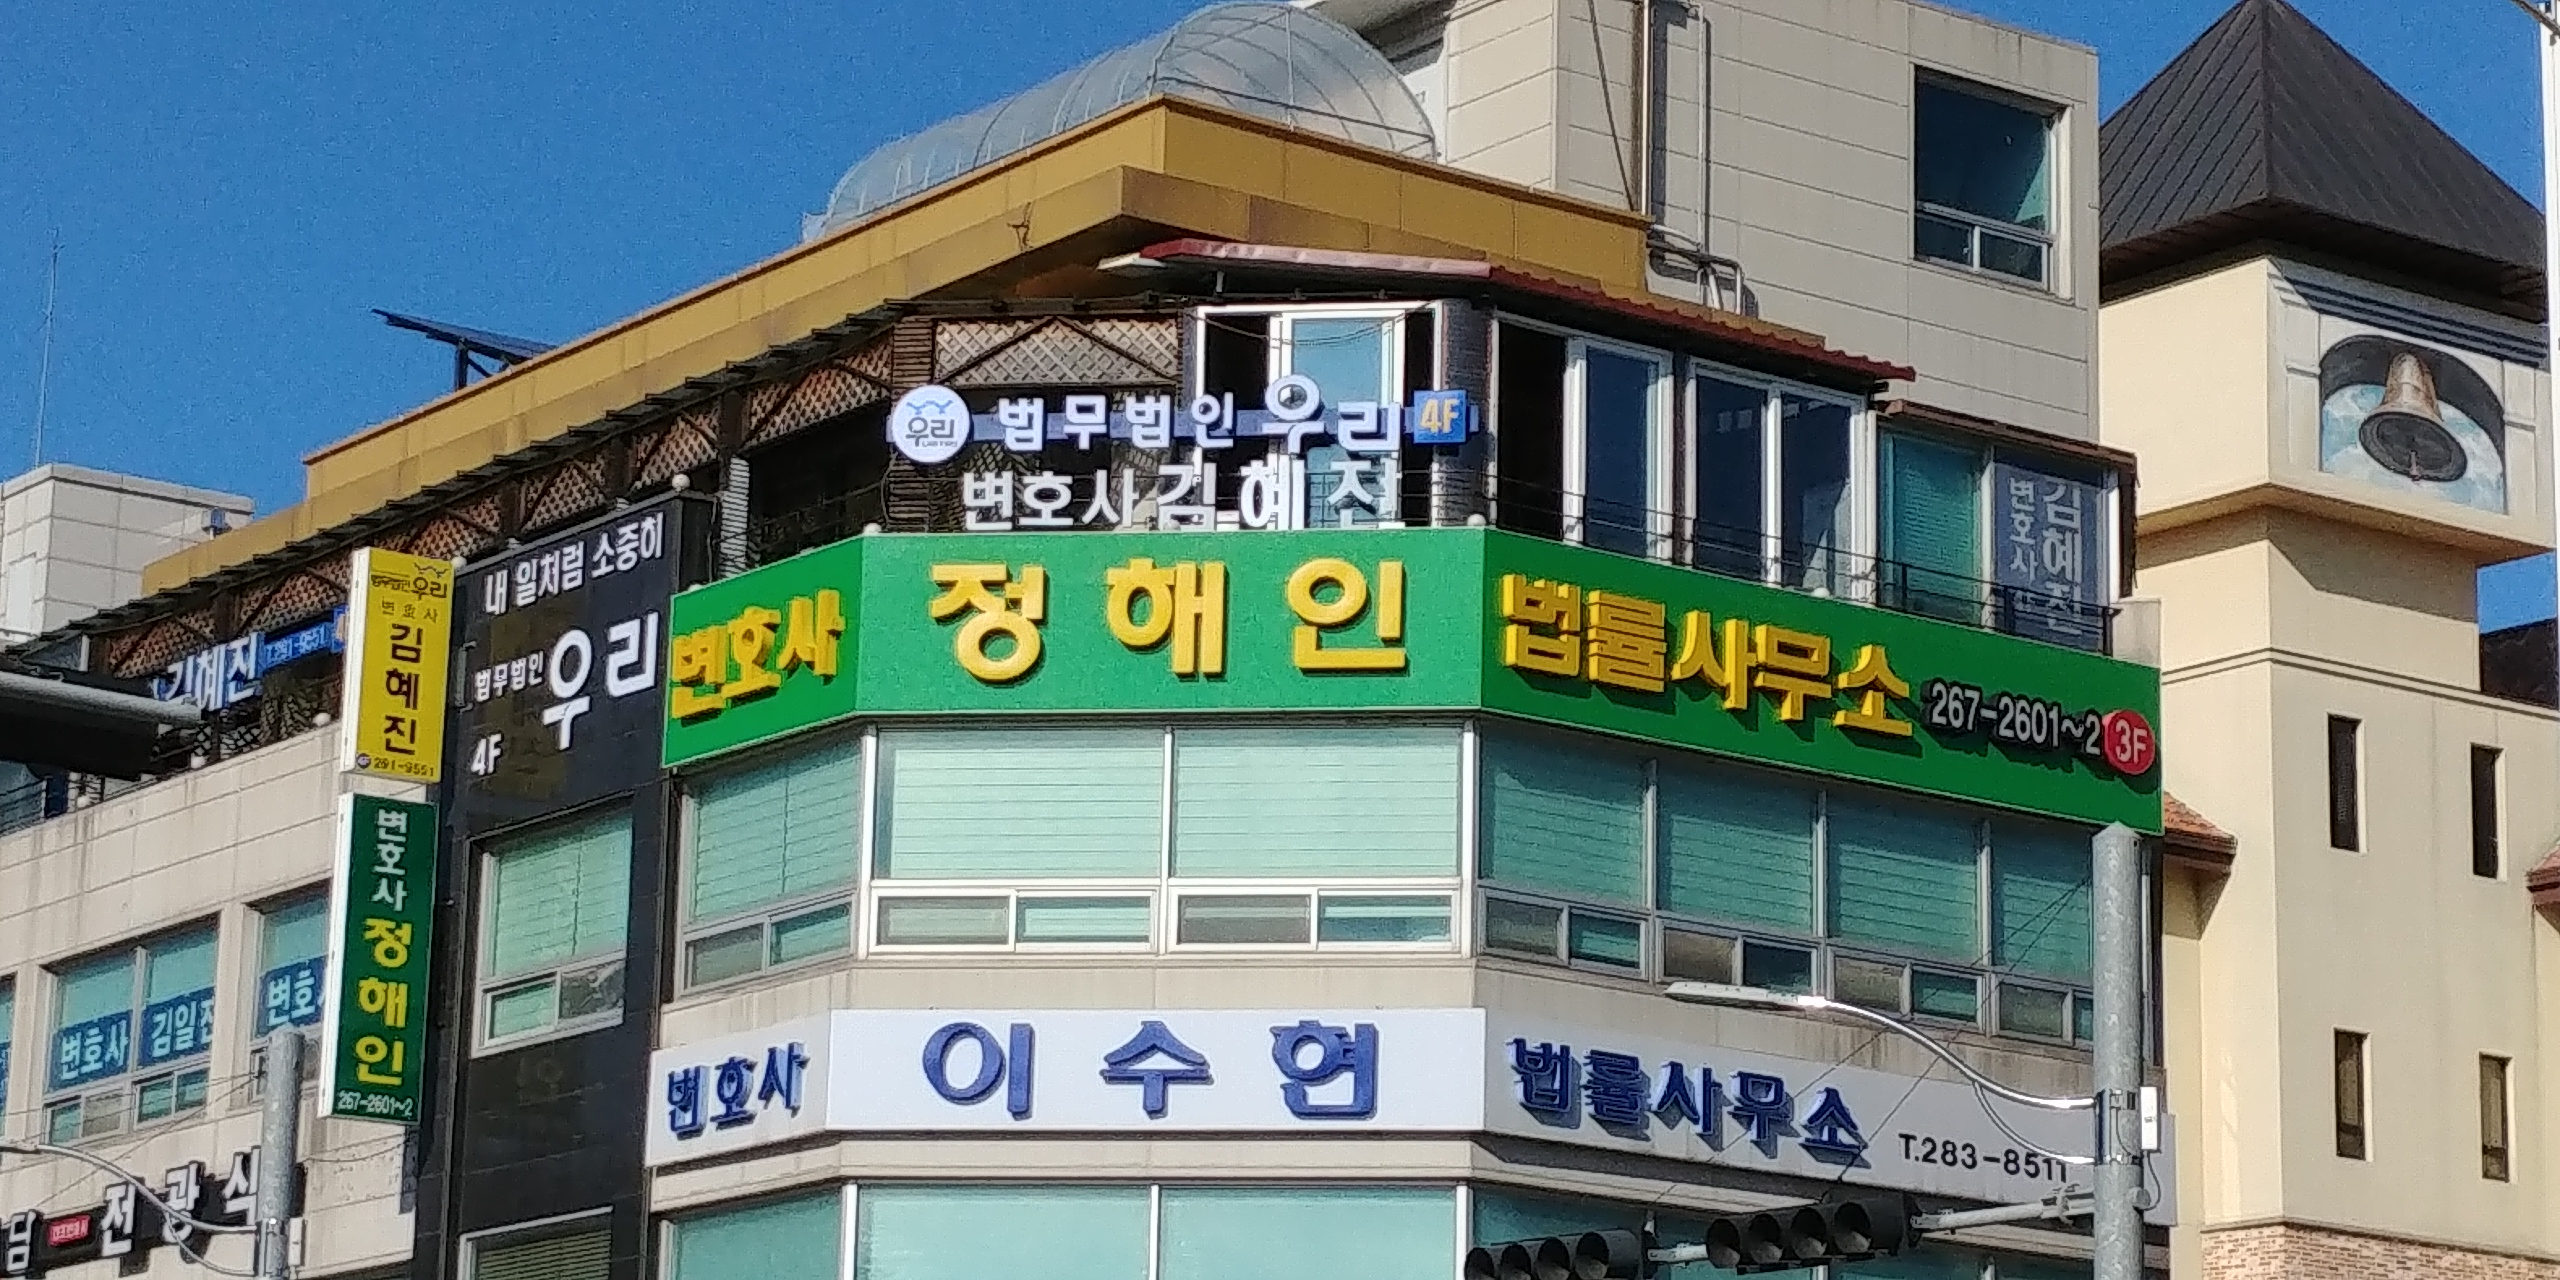 우리
법무법인 우리 4F
변호사 김혜진
변호사 김혜진
내 일처럼 소중히
법무법인 우리
4F
우리
변호사
김혜진
291-9551
김혜진
변호사 정해인 법률사무소 267-2601~2 3F
변호사
정해인
267-2601~2
변호사
변호사
변호사 이수현 법률사무소 T.283-8511
전광식